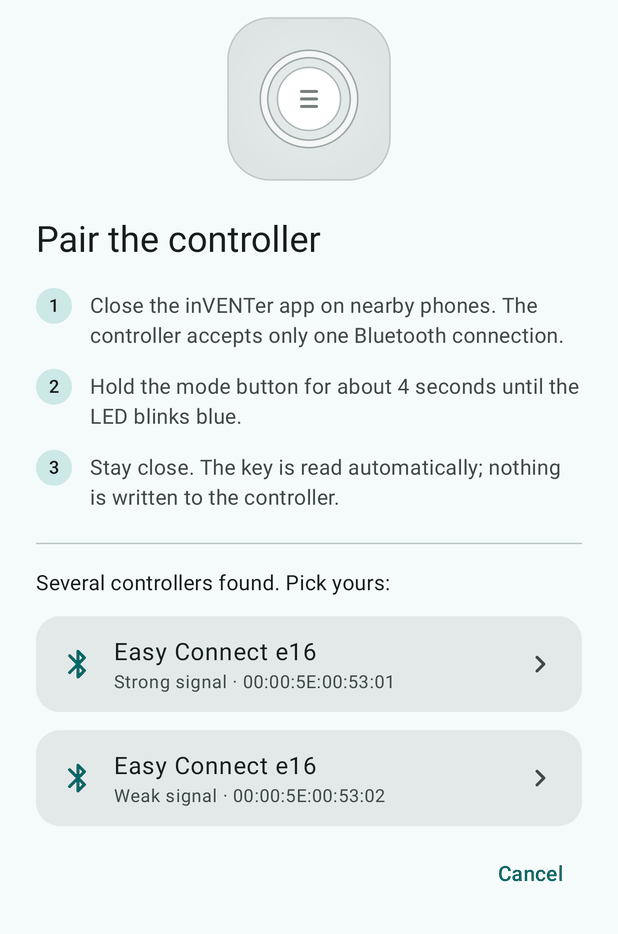 Pair the controller
1
Close the inVENTer app on nearby phones. The
controller accepts only one Bluetooth connection.
2
Hold the mode button for about 4 seconds until the
LED blinks blue.
3
Stay close. The key is read automatically; nothing
is written to the controller.
Several controllers found. Pick yours:
Easy Connect e16
Strong signal · 00:00:5E:00:53:01
Easy Connect e16
Weak signal · 00:00:5E:00:53:02
Cancel